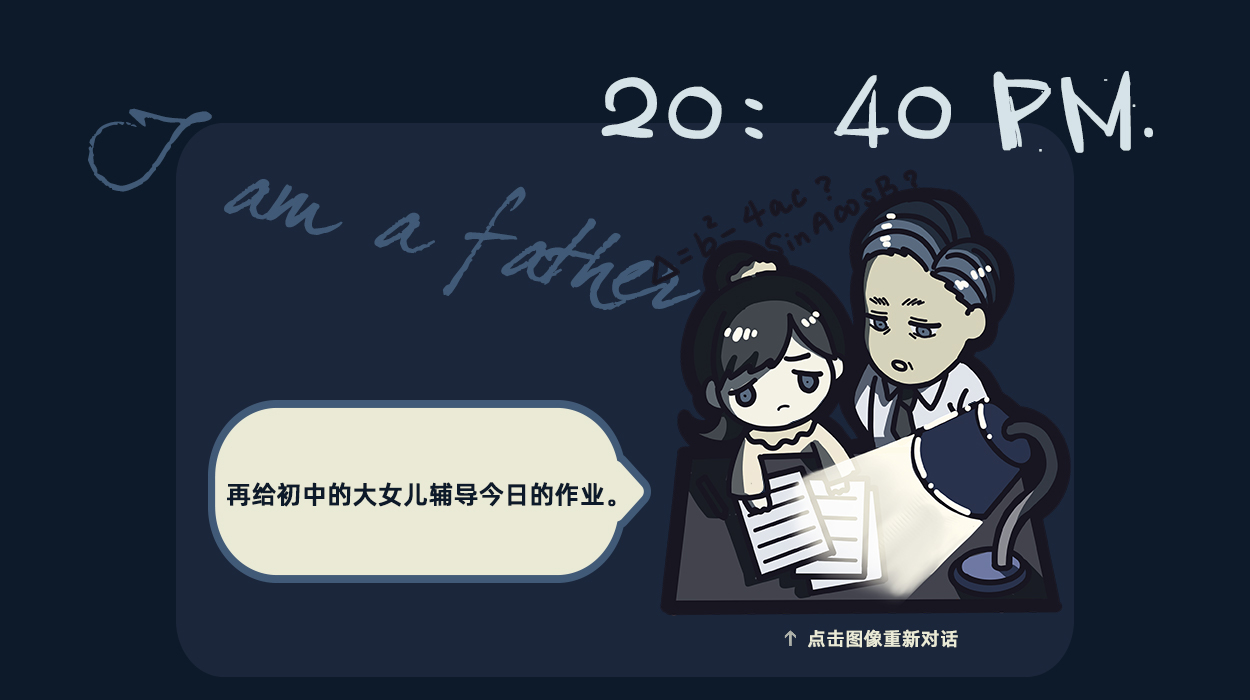 20: 40 PM.
I am a father
Δ=b²-4ac?
SinAcosB?
再给初中的大女儿辅导今日的作业。
↑ 点击图像重新对话